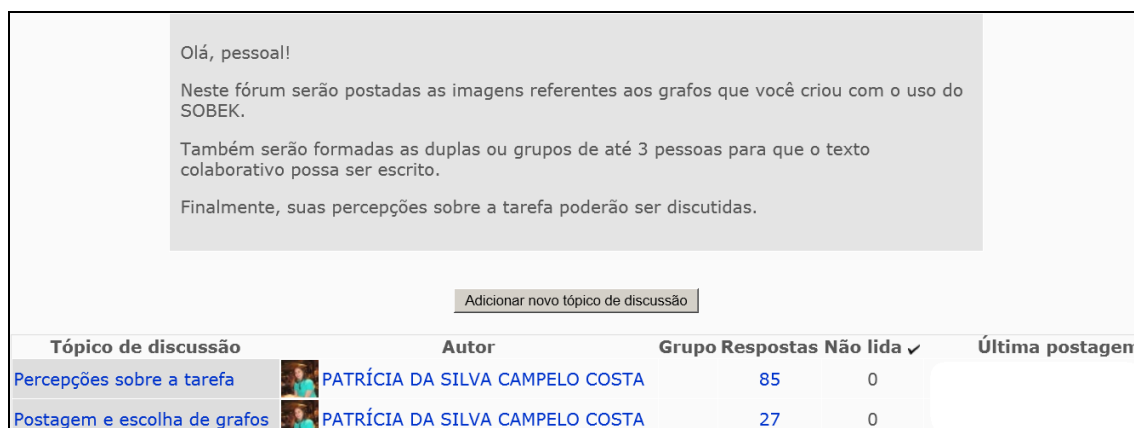 Olá, pessoal!
Neste fórum serão postadas as imagens referentes aos grafos que você criou com o uso do
SOBEK.
Também serão formadas as duplas ou grupos de até 3 pessoas para que o texto
colaborativo possa ser escrito.
Finalmente, suas percepções sobre a tarefa poderão ser discutidas.
Adicionar novo tópico de discussão
Tópico de discussão Autor Grupo Respostas Não lida ✓ Última postagem
Percepções sobre a tarefa PATRÍCIA DA SILVA CAMPELO COSTA 85 0
Postagem e escolha de grafos PATRÍCIA DA SILVA CAMPELO COSTA 27 0